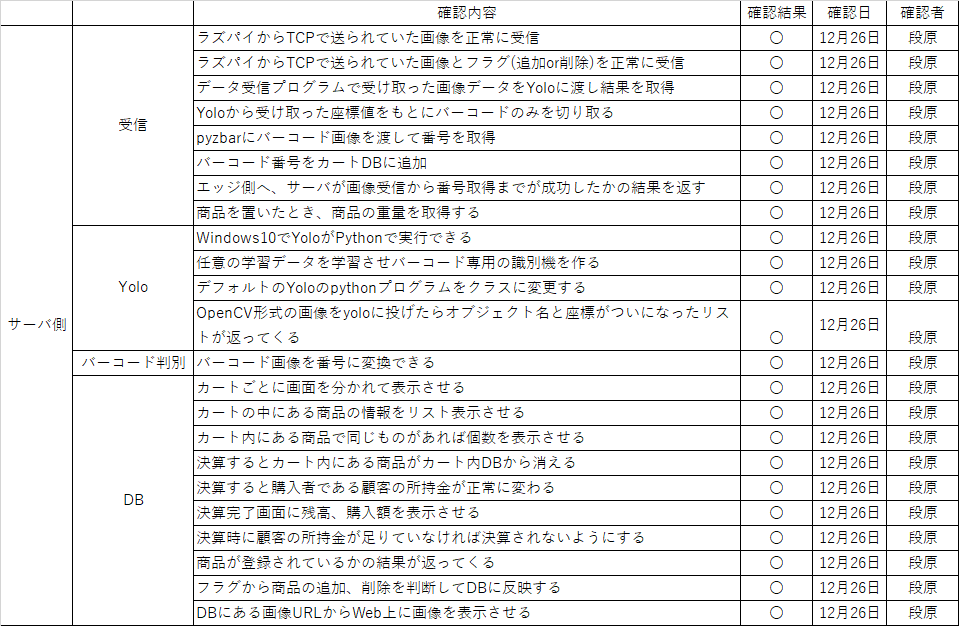 確認内容 確認結果 確認日 確認者
サーバ側
受信
ラズパイからTCPで送られていた画像を正常に受信 〇 12月26日 段原
ラズパイからTCPで送られていた画像とフラグ(追加or削除)を正常に受信 〇 12月26日 段原
データ受信プログラムで受け取った画像データをYoloに渡し結果を取得 〇 12月26日 段原
Yoloから受け取った座標値をもとにバーコードのみを切り取る 〇 12月26日 段原
pyzbarにバーコード画像を渡して番号を取得 〇 12月26日 段原
バーコード番号をカートDBに追加 〇 12月26日 段原
エッジ側へ、サーバが画像受信から番号取得までが成功したかの結果を返す 〇 12月26日 段原
商品を置いたとき、商品の重量を取得する 〇 12月26日 段原
Yolo
Windows10でYoloがPythonで実行できる 〇 12月26日 段原
任意の学習データを学習させバーコード専用の識別機を作る 〇 12月26日 段原
デフォルトのYoloのpythonプログラムをクラスに変更する 〇 12月26日 段原
OpenCV形式の画像をyoloに投げたらオブジェクト名と座標がついになったリス
トが返ってくる 〇 12月26日 段原
バーコード判別 バーコード画像を番号に変換できる 〇 12月26日 段原
DB
カートごとに画面を分かれて表示させる 〇 12月26日 段原
カートの中にある商品の情報をリスト表示させる 〇 12月26日 段原
カート内にある商品で同じものがあれば個数を表示させる 〇 12月26日 段原
決算するとカート内にある商品がカート内DBから消える 〇 12月26日 段原
決算すると購入者である顧客の所持金が正常に変わる 〇 12月26日 段原
決算完了画面に残高、購入額を表示させる 〇 12月26日 段原
決算時に顧客の所持金が足りていなければ決算されないようにする 〇 12月26日 段原
商品が登録されているかの結果が返ってくる 〇 12月26日 段原
フラグから商品の追加、削除を判断してDBに反映する 〇 12月26日 段原
DBにある画像URLからWeb上に画像を表示させる 〇 12月26日 段原